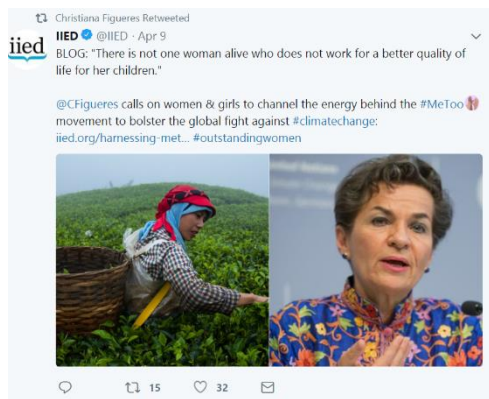 Christiana Figueres Retweeted
iied
IIED @IIED · Apr 9
BLOG: "There is not one woman alive who does not work for a better quality of
life for her children."
@CFigueres calls on women & girls to channel the energy behind the #MeToo
movement to bolster the global fight against #climatechange:
iied.org/harnessing-met... #outstandingwomen
15 32